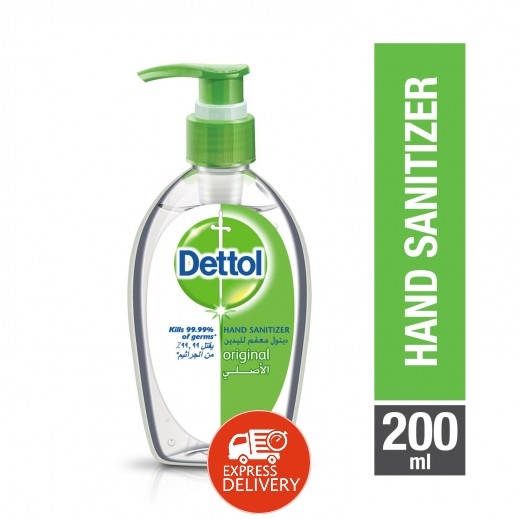 Dettol
Kills 99.99%
of germs*
يقتل ٩٩,٩٩٪
من الجراثيم*
HAND SANITIZER
ديتول معقم لليدين
original
الأصلي
EXPRESS
DELIVERY
HAND SANITIZER
200
ml